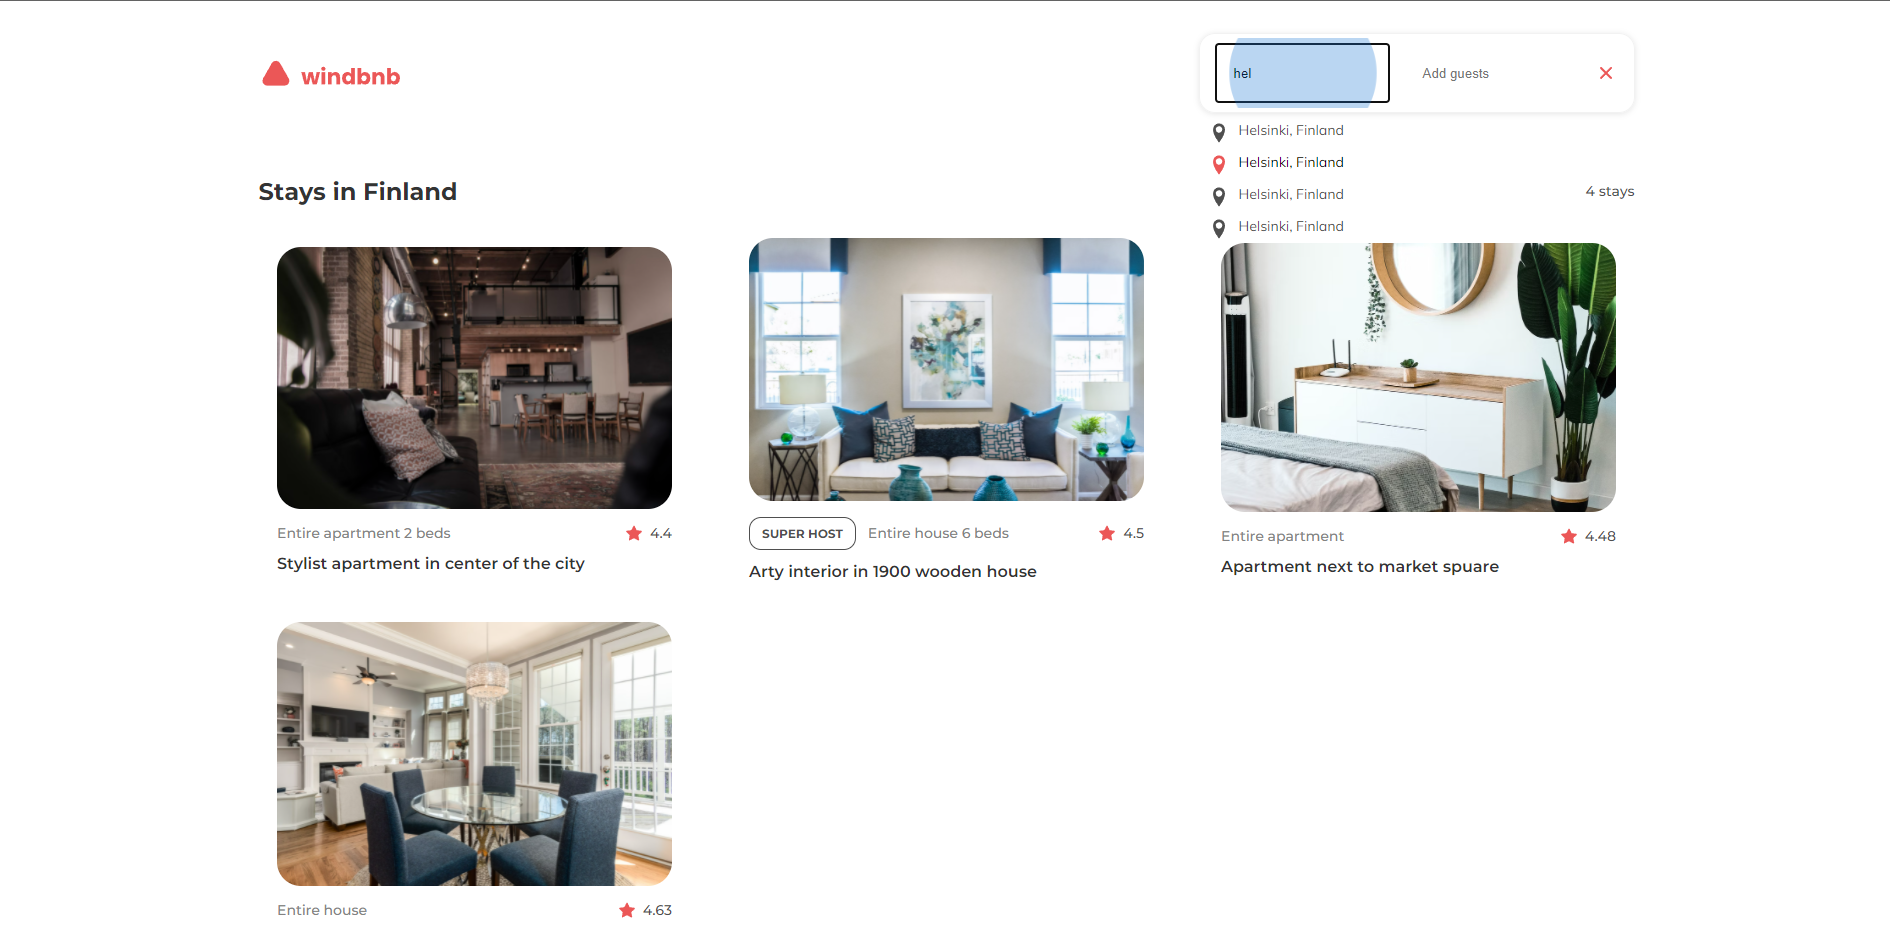 windbnb
hel
Add guests
Helsinki, Finland
Helsinki, Finland
Helsinki, Finland
Helsinki, Finland
Stays in Finland
4 stays
Entire apartment 2 beds
4.4
Stylist apartment in center of the city
SUPER HOST
Entire house 6 beds
4.5
Arty interior in 1900 wooden house
Entire apartment
4.48
Apartment next to market spuare
Entire house
4.63